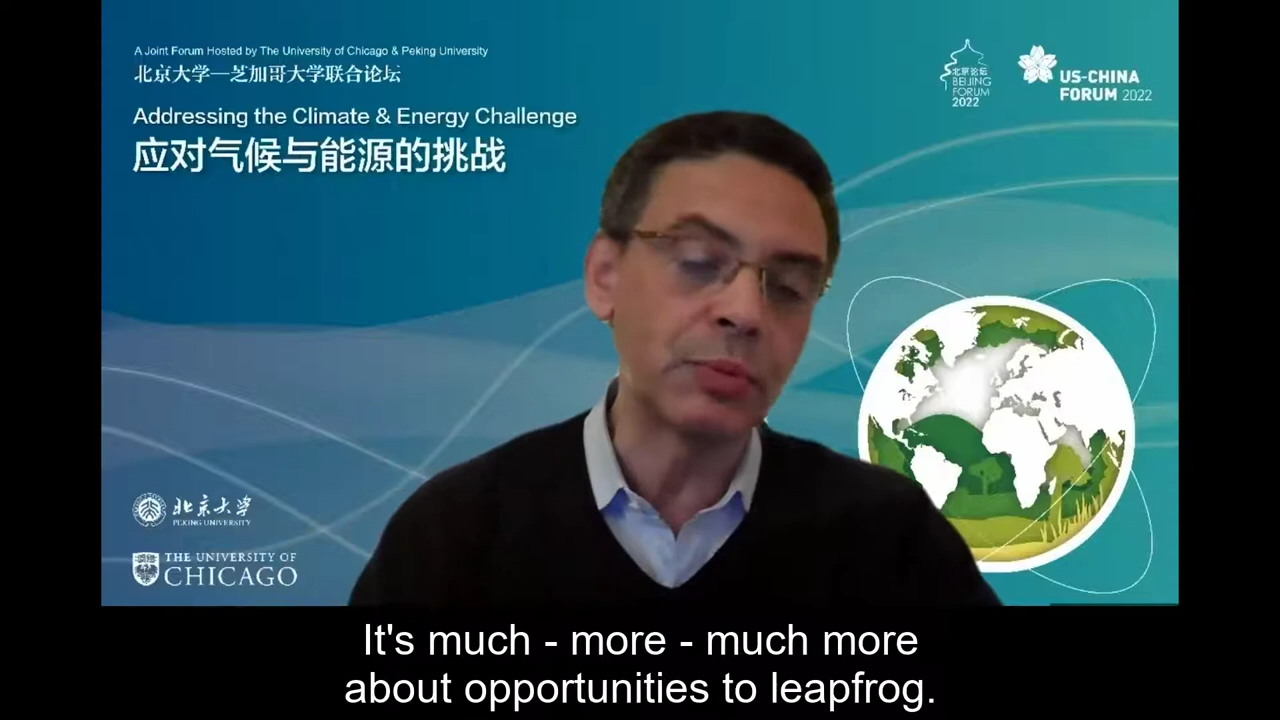 A Joint Forum Hosted by The University of Chicago & Peking University
北京大学—芝加哥大学联合论坛
Addressing the Climate & Energy Challenge
应对气候与能源的挑战
北京论坛
BEIJING
FORUM
2022
US-CHINA
FORUM 2022
北京大学
PEKING UNIVERSITY
THE UNIVERSITY OF
CHICAGO
It's much - more - much more
about opportunities to leapfrog.